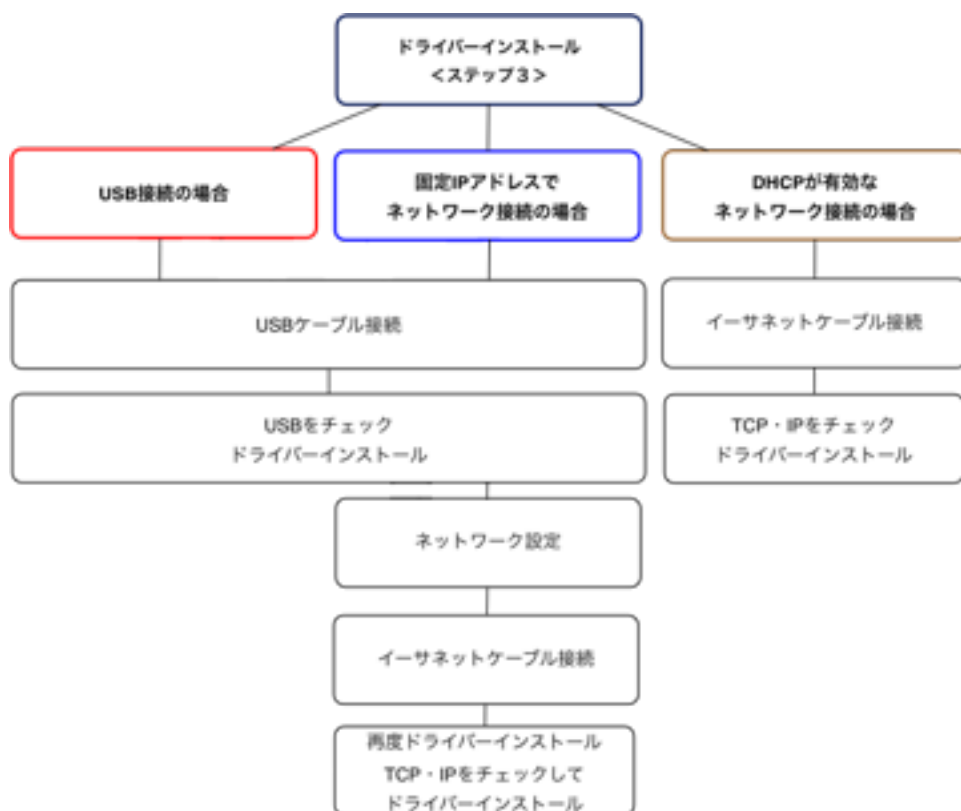 ドライバーインストール
＜ステップ３＞
USB接続の場合
固定IPアドレスで
ネットワーク接続の場合
DHCPが有効な
ネットワーク接続の場合
USBケーブル接続
イーサネットケーブル接続
USBをチェック
ドライバーインストール
TCP・IPをチェック
ドライバーインストール
ネットワーク設定
イーサネットケーブル接続
再度ドライバーインストール
TCP・IPをチェックして
ドライバーインストール